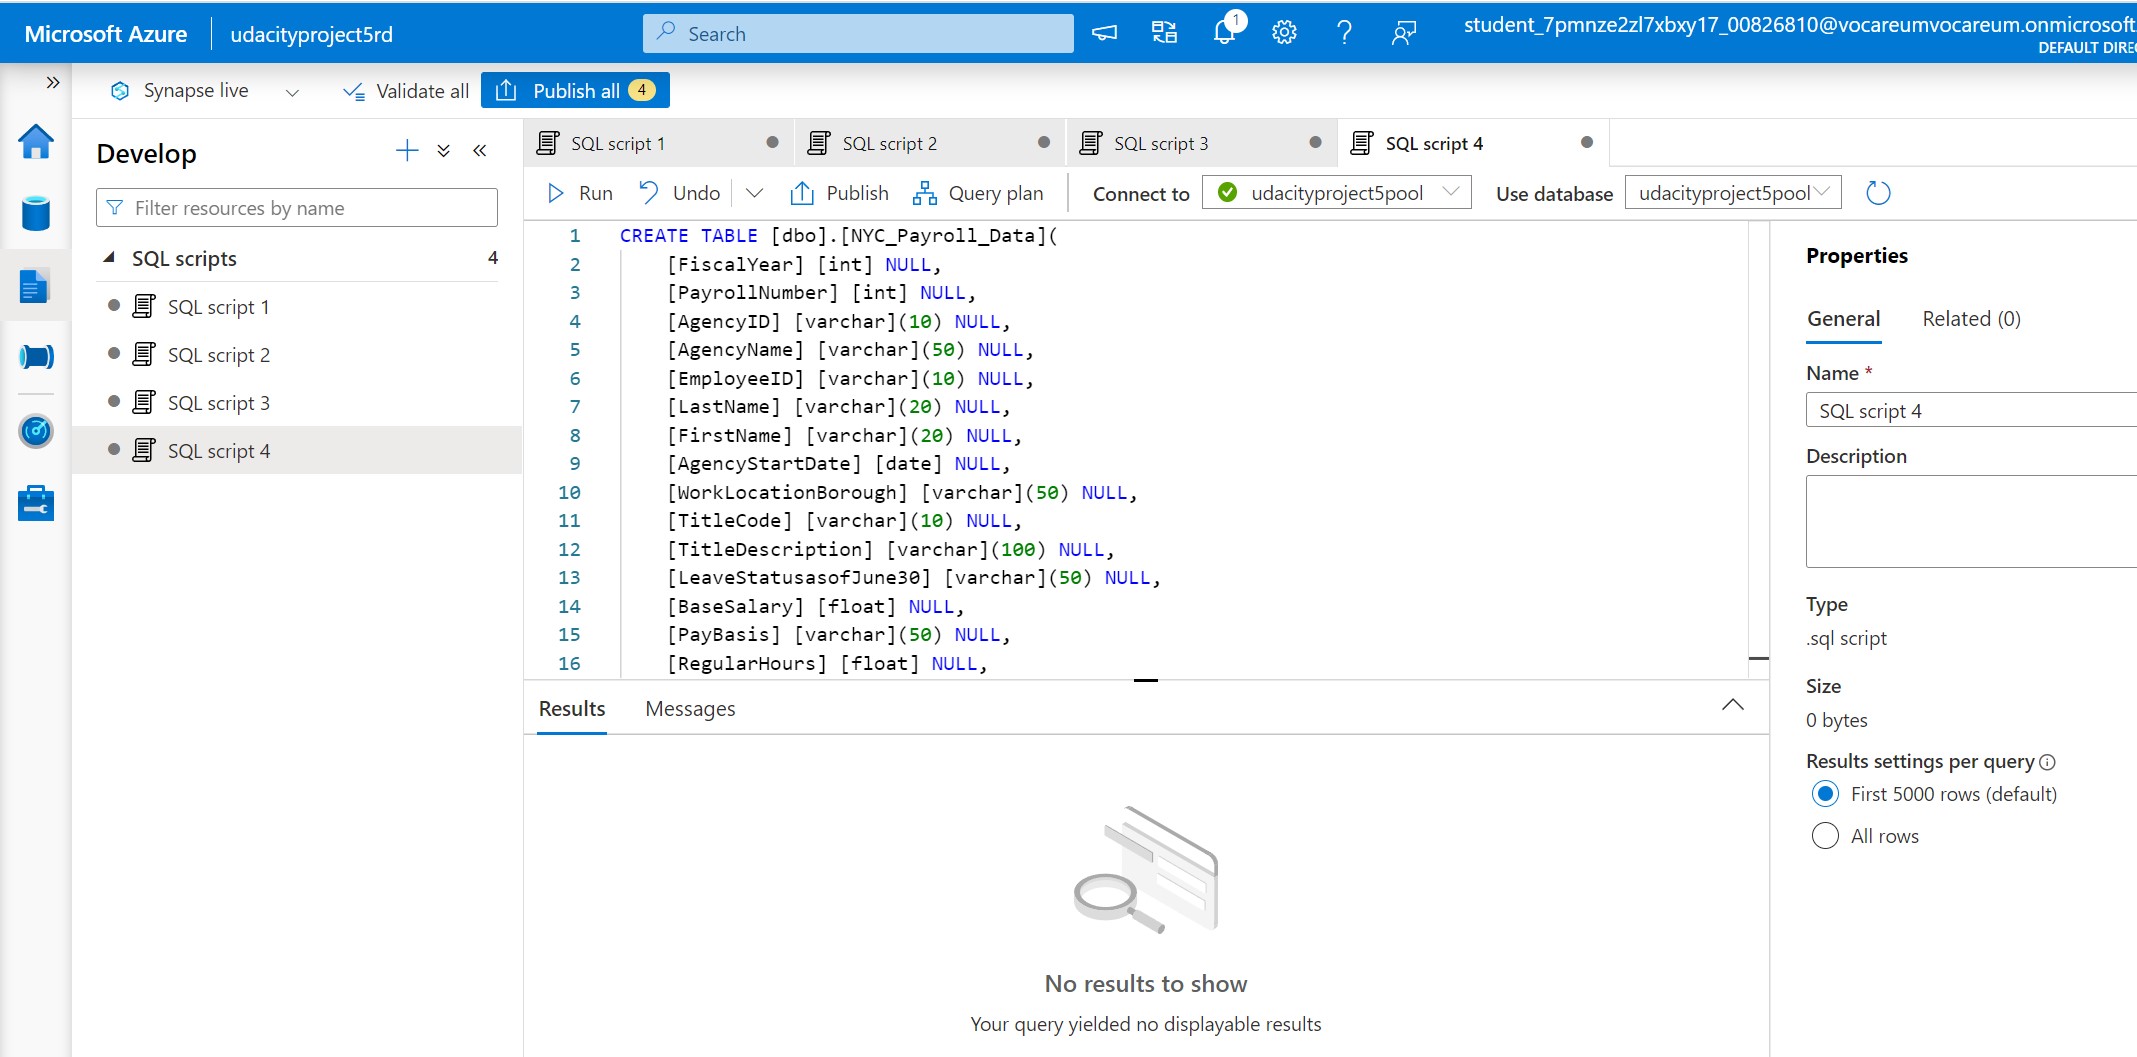 Microsoft Azure
udacityproject5rd
Search
1
student_7pmnze2zl7xbxy17_00826810@vocareumvocareum.onmicrosoft.
DEFAULT DIRE
Synapse live
Validate all
Publish all 4
Develop
Filter resources by name
SQL scripts 4
SQL script 1
SQL script 2
SQL script 3
SQL script 4
SQL script 1
SQL script 2
SQL script 3
SQL script 4
Run
Undo
Publish
Query plan
Connect to
udacityproject5pool
Use database
udacityproject5pool
1 CREATE TABLE [dbo].[NYC_Payroll_Data](
2 [FiscalYear] [int] NULL,
3 [PayrollNumber] [int] NULL,
4 [AgencyID] [varchar](10) NULL,
5 [AgencyName] [varchar](50) NULL,
6 [EmployeeID] [varchar](10) NULL,
7 [LastName] [varchar](20) NULL,
8 [FirstName] [varchar](20) NULL,
9 [AgencyStartDate] [date] NULL,
10 [WorkLocationBorough] [varchar](50) NULL,
11 [TitleCode] [varchar](10) NULL,
12 [TitleDescription] [varchar](100) NULL,
13 [LeaveStatusasofJune30] [varchar](50) NULL,
14 [BaseSalary] [float] NULL,
15 [PayBasis] [varchar](50) NULL,
16 [RegularHours] [float] NULL,
Results
Messages
No results to show
Your query yielded no displayable results
Properties
General
Related (0)
Name *
SQL script 4
Description
Type
.sql script
Size
0 bytes
Results settings per query
First 5000 rows (default)
All rows